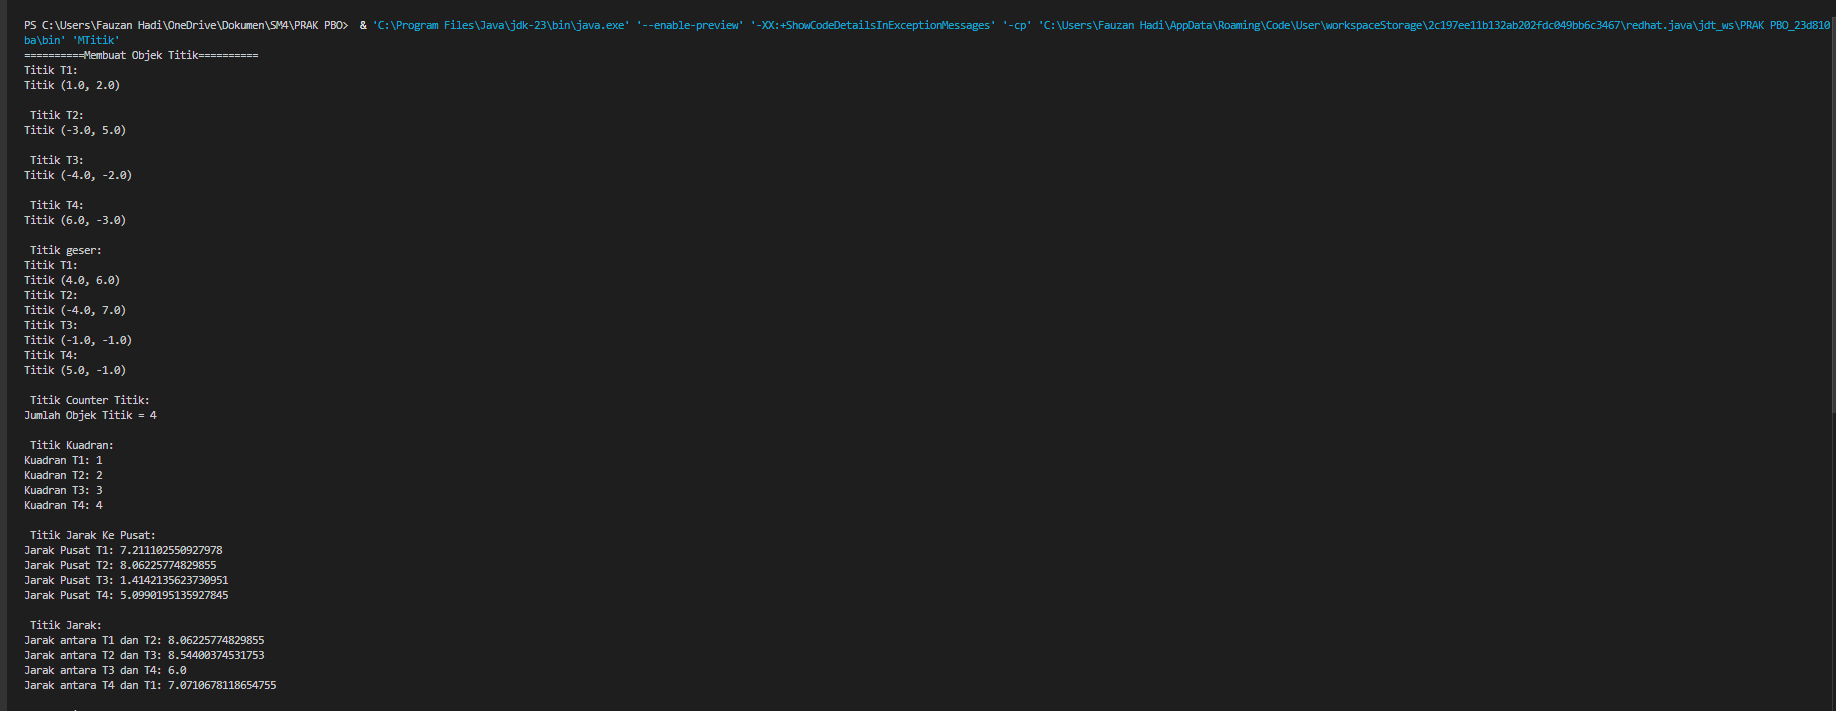 PS C:\Users\Fauzan Hadi\OneDrive\Dokumen\SM4\PRAK PBO>  & 'C:\Program Files\Java\jdk-23\bin\java.exe' '--enable-preview' '-XX:+ShowCodeDetailsInExceptionMessages' '-cp' 'C:\Users\Fauzan Hadi\AppData\Roaming\Code\User\workspaceStorage\2c197ee11b132ab202fdc049bb6c3467\redhat.java\jdt_ws\PRAK PBO_23d810
ba\bin' 'MTitik'
==========Membuat Objek Titik==========
Titik T1:
Titik (1.0, 2.0)
Titik T2:
Titik (-3.0, 5.0)
Titik T3:
Titik (-4.0, -2.0)
Titik T4:
Titik (6.0, -3.0)
Titik geser:
Titik T1:
Titik (4.0, 6.0)
Titik T2:
Titik (-4.0, 7.0)
Titik T3:
Titik (-1.0, -1.0)
Titik T4:
Titik (5.0, -1.0)
Titik Counter Titik:
Jumlah Objek Titik = 4
Titik Kuadran:
Kuadran T1: 1
Kuadran T2: 2
Kuadran T3: 3
Kuadran T4: 4
Titik Jarak Ke Pusat:
Jarak Pusat T1: 7.211102550927978
Jarak Pusat T2: 8.06225774829855
Jarak Pusat T3: 1.4142135623730951
Jarak Pusat T4: 5.0990195135927845
Titik Jarak:
Jarak antara T1 dan T2: 8.06225774829855
Jarak antara T2 dan T3: 8.54400374531753
Jarak antara T3 dan T4: 6.0
Jarak antara T4 dan T1: 7.0710678118654755